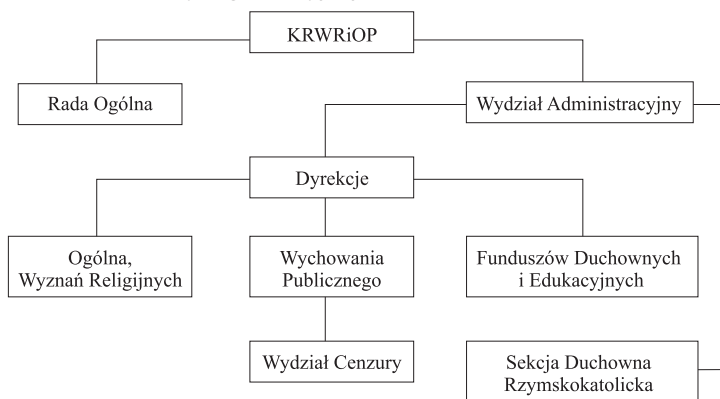 KRWRiOP
Rada Ogólna
Wydział Administracyjny
Dyrekcje
Ogólna,
Wyznań Religijnych
Wychowania
Publicznego
Funduszów Duchownych
i Edukacyjnych
Wydział Cenzury
Sekcja Duchowna
Rzymskokatolicka